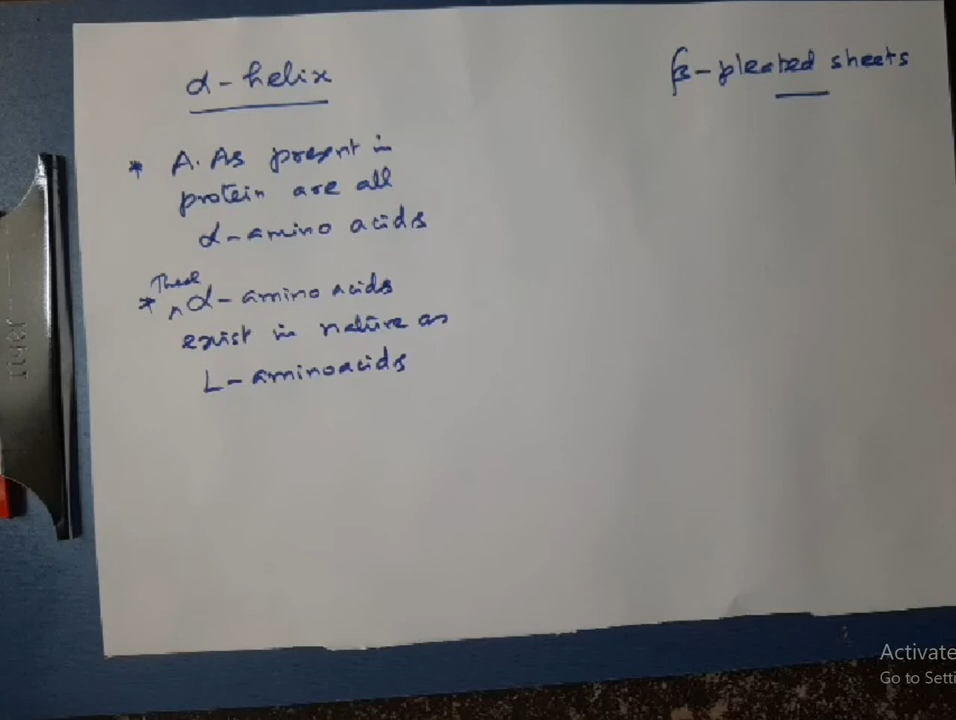 α-helix
β-pleated sheets
* A.As present in
protein are all
α-amino acids
These
* ^ α-amino acids
exist in nature as
L-aminoacids
Activate
Go to Setti